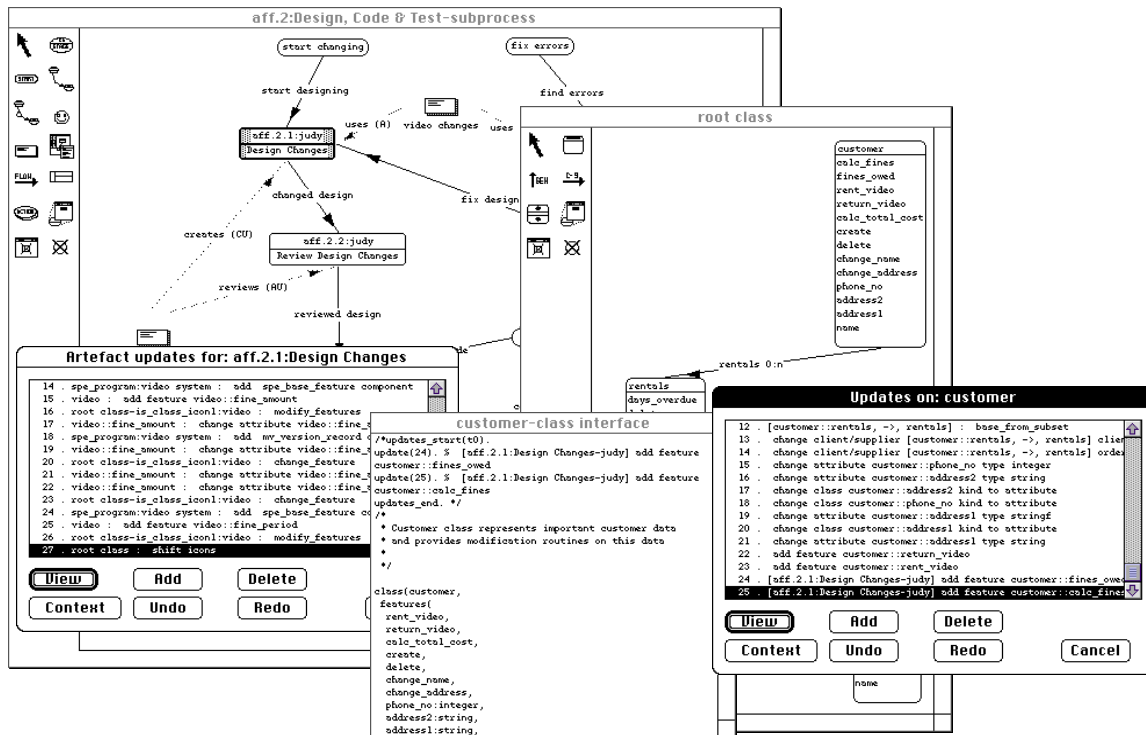 aff.2:Design, Code & Test-subprocess
start changing
fix errors
start designing
find errors
uses (A)
video changes
uses
aff.2.1:judy
Design Changes
changed design
fix design
creates (CU)
aff.2.2:judy
Review Design Changes
reviews (AU)
reviewed design
START
FLOW
ACTION
root class
GEN
C-S
customer
calc_fines
fines_owed
rent_video
return_video
calc_total_cost
create
delete
change_name
change_address
phone_no
address2
address1
name
rentals 0:n
rentals
days_overdue
name
Artefact updates for: aff.2.1:Design Changes
14 . spe_program:video system : add spe_base_feature component
15 . video : add feature video::fine_amount
16 . root class-is_class_icon1:video : modify_features
17 . video::fine_amount : change attribute video::fine_a
18 . spe_program:video system : add mv_version_record
19 . video::fine_amount : change attribute video::fine_a
20 . root class-is_class_icon1:video : change_feature
21 . video::fine_amount : change attribute video::fine_a
22 . video::fine_amount : change attribute video::fine_a
23 . root class-is_class_icon1:video : change_feature
24 . spe_program:video system : add spe_base_feature co
25 . video : add feature video::fine_period
26 . root class-is_class_icon1:video : modify_features
27 . root class : shift icons
View Add Delete
Context Undo Redo
customer-class interface
/*updates_start(t0).
update(24). % [aff.2.1:Design Changes-judy] add feature
customer::fines_owed
update(25). % [aff.2.1:Design Changes-judy] add feature
customer::calc_fines
updates_end. */
/*
* Customer class represents important customer data
* and provides modification routines on this data
*
*/
class(customer,
features(
rent_video,
return_video,
calc_total_cost,
create,
delete,
change_name,
change_address,
phone_no:integer,
address2:string,
address1:string,
Updates on: customer
12 . [customer::rentals, ->, rentals] : base_from_subset
13 . change client/supplier [customer::rentals, ->, rentals] clie
14 . change client/supplier [customer::rentals, ->, rentals] orde
15 . change attribute customer::phone_no type integer
16 . change attribute customer::address2 type string
17 . change class customer::address2 kind to attribute
18 . change class customer::phone_no kind to attribute
19 . change attribute customer::address1 type stringf
20 . change class customer::address1 kind to attribute
21 . change attribute customer::address1 type string
22 . add feature customer::return_video
23 . add feature customer::rent_video
24 . [aff.2.1:Design Changes-judy] add feature customer::fines_owed
25 . [aff.2.1:Design Changes-judy] add feature customer::calc_fines
View Add Delete
Context Undo Redo Cancel